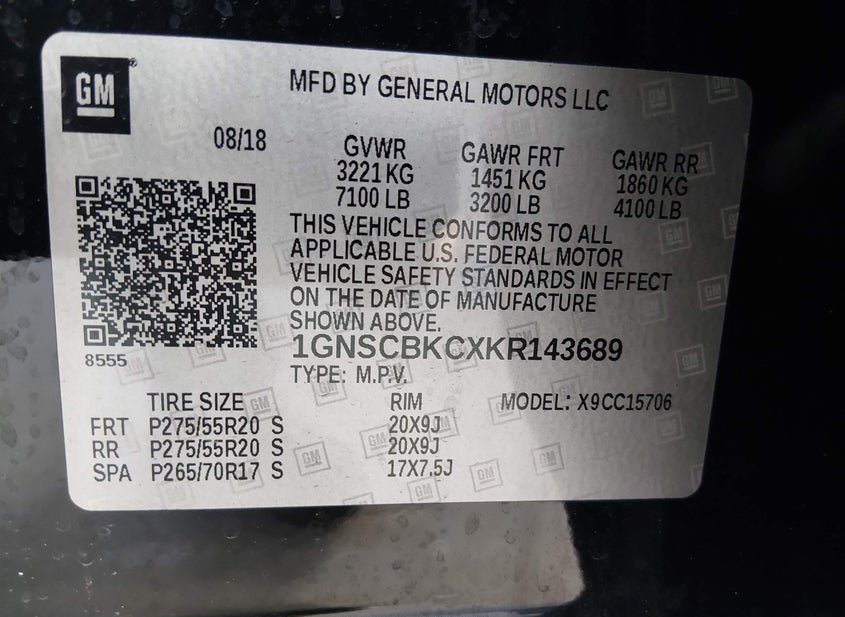 GM
MFD BY GENERAL MOTORS LLC
08/18
GVWR GAWR FRT GAWR RR
3221 KG 1451 KG 1860 KG
7100 LB 3200 LB 4100 LB
THIS VEHICLE CONFORMS TO ALL
APPLICABLE U.S. FEDERAL MOTOR
VEHICLE SAFETY STANDARDS IN EFFECT
ON THE DATE OF MANUFACTURE
SHOWN ABOVE.
8555
1GNSCBKCXKR143689
TYPE: M.P.V.
TIRE SIZE RIM MODEL: X9CC15706
FRT P275/55R20 S 20X9J
RR P275/55R20 S 20X9J
SPA P265/70R17 S 17X7.5J